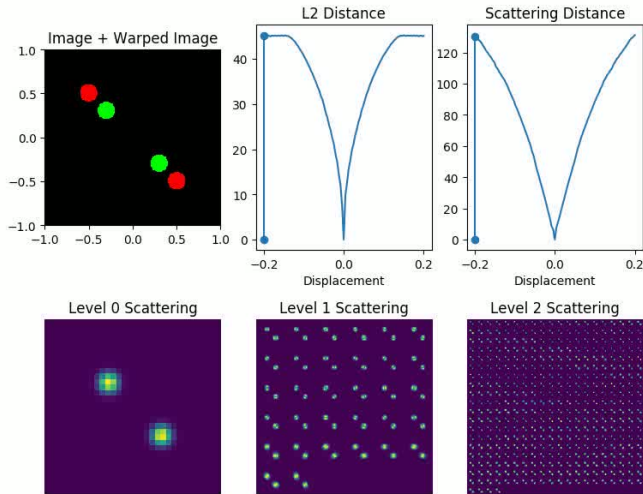 Image + Warped Image
1.0
0.5
0.0
−0.5
−1.0
−1.0 −0.5 0.0 0.5 1.0
L2 Distance
40
30
20
10
0
−0.2 0.0 0.2
Displacement
Scattering Distance
120
100
80
60
40
20
0
−0.2 0.0 0.2
Displacement
Level 0 Scattering
Level 1 Scattering
Level 2 Scattering